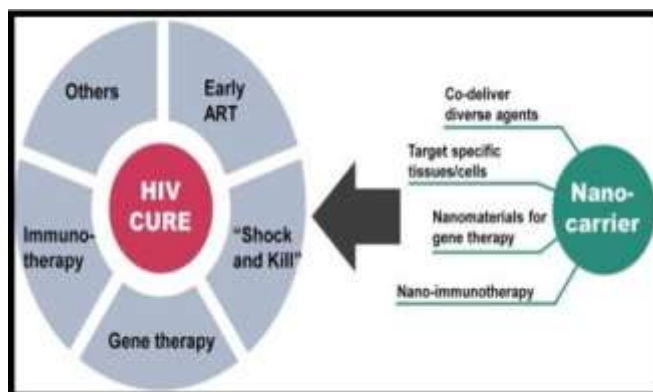 Others
Early
ART
HIV
CURE
Immuno-
therapy
"Shock
and Kill"
Gene therapy
Co-deliver
diverse agents
Target specific
tissues/cells
Nanomaterials for
gene therapy
Nano-immunotherapy
Nano-
carrier